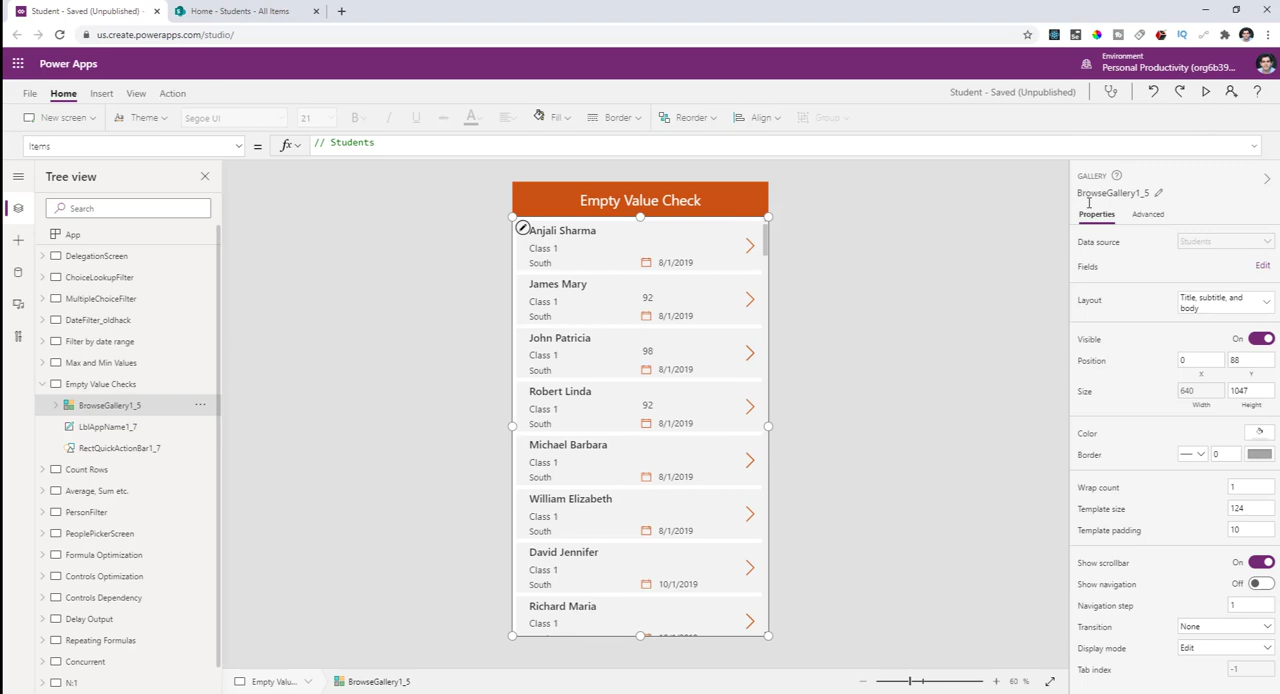 Student - Saved (Unpublished) -
Home - Students - All Items
us.create.powerapps.com/studio/
Power Apps
Environment
Personal Productivity (org6b39...
File Home Insert View Action
Student - Saved (Unpublished)
New screen Theme Segoe UI 21 B / U A Fill Border Reorder Align Group
Items = fx // Students
Tree view
Search
App
DelegationScreen
ChoiceLookupFilter
MultipleChoiceFilter
DateFilter_oldhack
Filter by date range
Max and Min Values
Empty Value Checks
BrowseGallery1_5 ...
LblAppName1_7
RectQuickActionBar1_7
Count Rows
Average, Sum etc.
PersonFilter
PeoplePickerScreen
Formula Optimization
Controls Optimization
Controls Dependency
Delay Output
Repeating Formulas
Concurrent
N:1
Empty Value Check
Anjali Sharma
Class 1
South 8/1/2019
James Mary
92
Class 1
South 8/1/2019
John Patricia
98
Class 1
South 8/1/2019
Robert Linda
92
Class 1
South 8/1/2019
Michael Barbara
Class 1
South 8/1/2019
William Elizabeth
Class 1
South 8/1/2019
David Jennifer
Class 1
South 10/1/2019
Richard Maria
Class 1
GALLERY
BrowseGallery1_5
Properties Advanced
Data source Students
Fields Edit
Layout Title, subtitle, and
body
Visible On
Position 0 88
X Y
Size 640 1047
Width Height
Color
Border 0
Wrap count 1
Template size 124
Template padding 10
Show scrollbar On
Show navigation Off
Navigation step 1
Transition None
Display mode Edit
Tab index -1
Empty Valu... BrowseGallery1_5
60 %